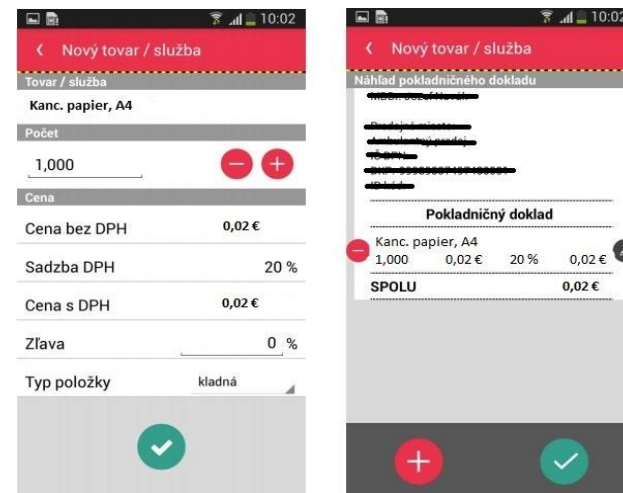 10:02
Nový tovar / služba
Tovar / služba
Kanc. papier, A4
Počet
1,000
Cena
Cena bez DPH 0,02 €
Sadzba DPH 20 %
Cena s DPH 0,02 €
Zľava 0 %
Typ položky kladná
10:02
Nový tovar / služba
Náhľad pokladničného dokladu
Pokladničný doklad
Kanc. papier, A4
1,000 0,02 € 20 % 0,02 €
SPOLU 0,02 €